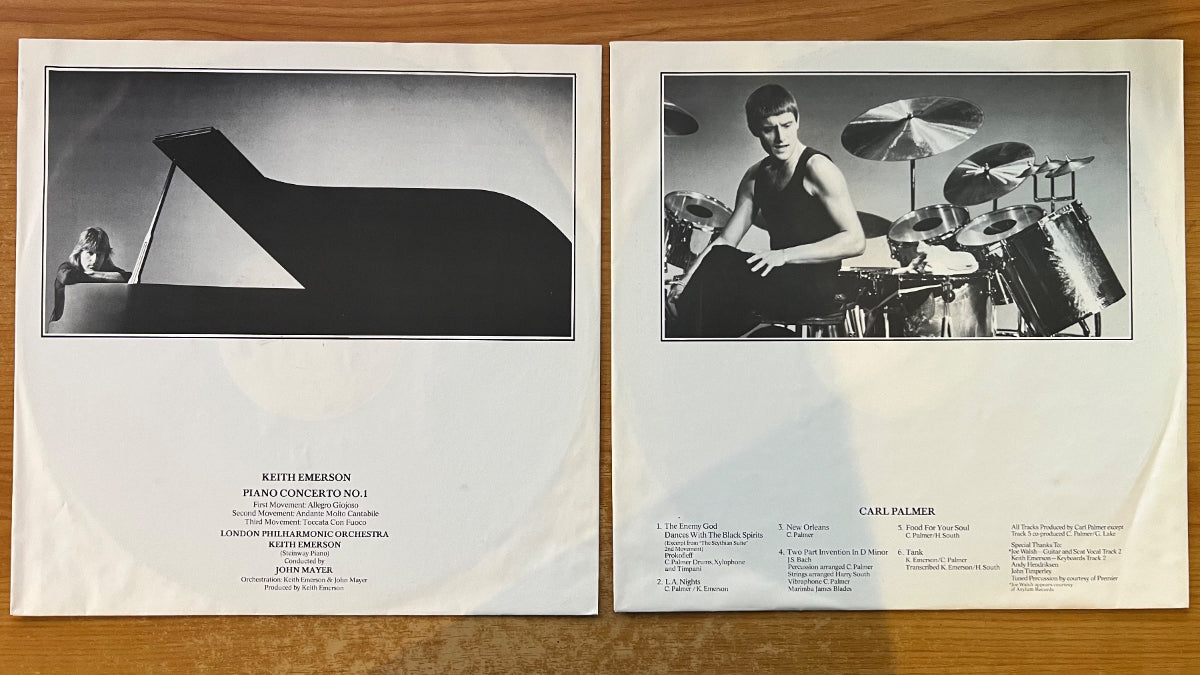 KEITH EMERSON
PIANO CONCERTO NO.1
First Movement: Allegro Giojoso
Second Movement: Andante Molto Cantabile
Third Movement: Toccata Con Fuoco
LONDON PHILHARMONIC ORCHESTRA
KEITH EMERSON
(Steinway Piano)
Conducted by
JOHN MAYER
Orchestration: Keith Emerson & John Mayer
Produced by Keith Emerson
CARL PALMER
1. The Enemy God
Dances With The Black Spirits
(Excerpt from "The Scythian Suite"
2nd Movement)
Prokofieff
C.Palmer Drums, Xylophone
and Timpani
2. L.A. Nights
C. Palmer / K. Emerson
3. New Orleans
C. Palmer
4. Two Part Invention In D Minor
J.S. Bach
Percussion arranged C. Palmer
Strings arranged Harry South
Vibraphone C. Palmer
Marimba James Blades
5. Food For Your Soul
C. Palmer/H. South
6. Tank
K. Emerson/C. Palmer
Transcribed K. Emerson/H. South
All Tracks Produced by Carl Palmer except
Track 5 co-produced C. Palmer/G. Lake
Special Thanks To:
*Joe Walsh—Guitar and Scat Vocal Track 2
Keith Emerson—Keyboards Track 2
Andy Hendriksen
John Timperley
Tuned Percussion by courtesy of Premier
*Joe Walsh appears courtesy
of Asylum Records